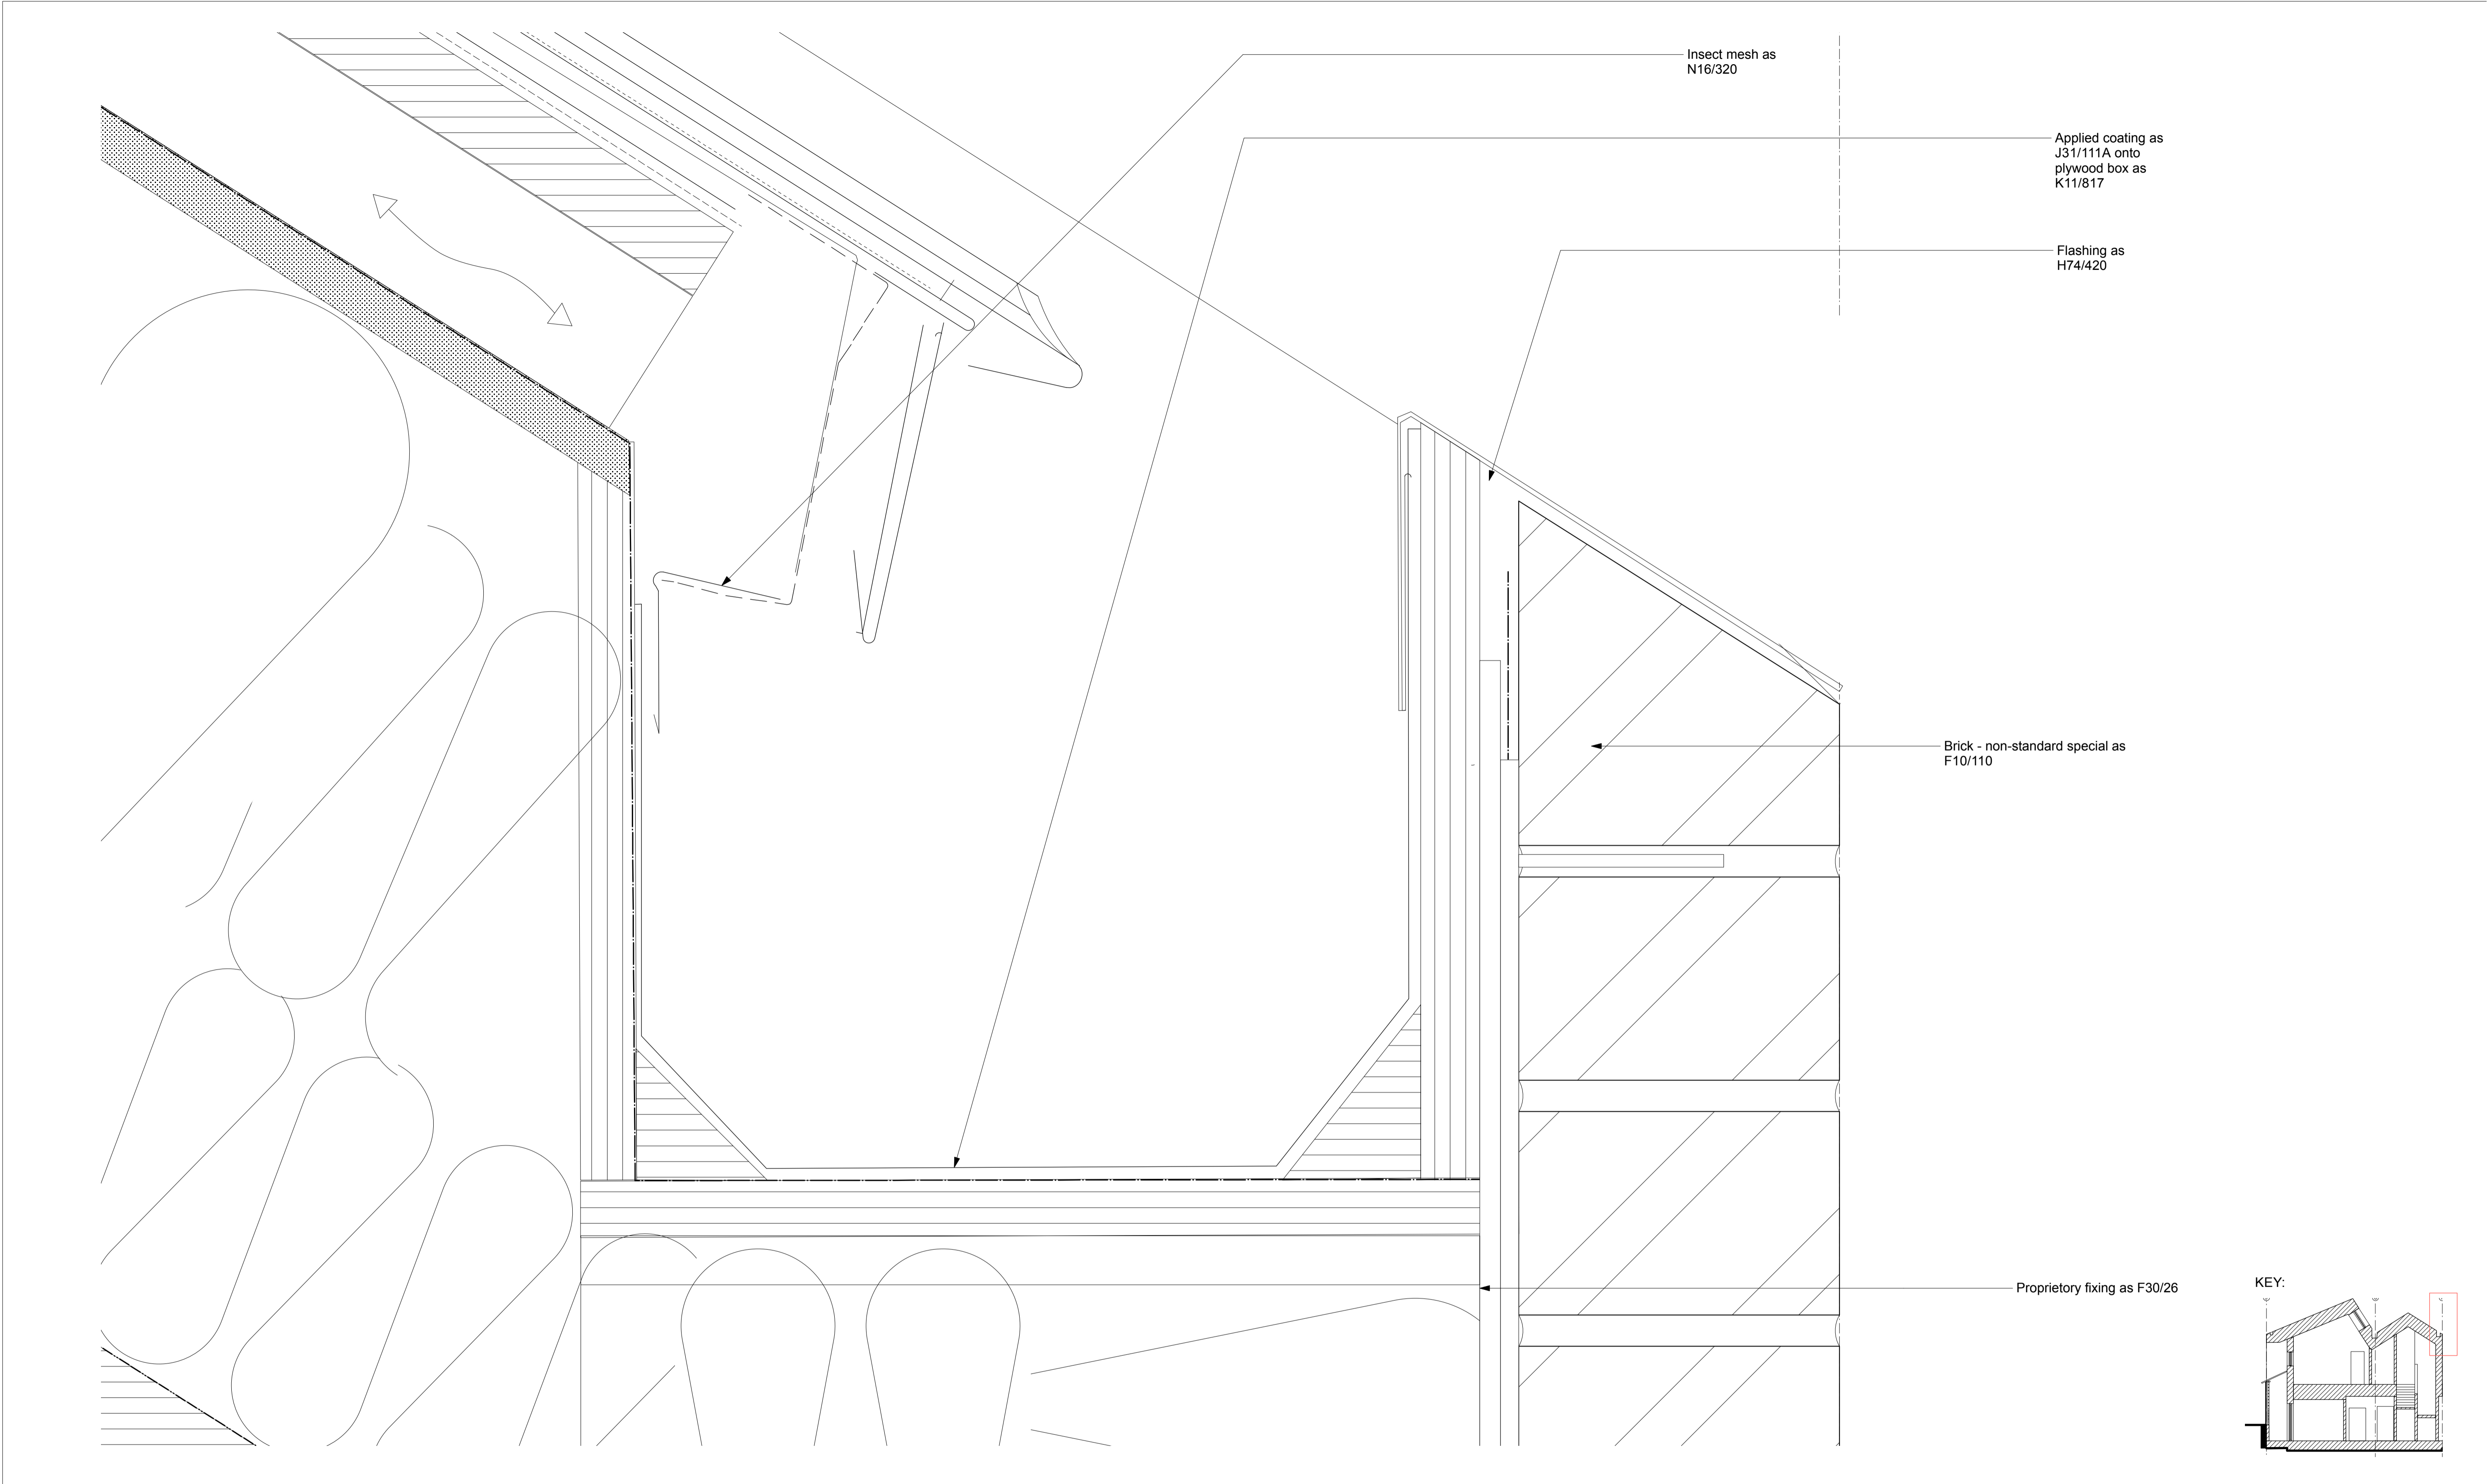 Insect mesh as
N16/320
Applied coating as
J31/111A onto
plywood box as
K11/817
Flashing as
H74/420
Brick - non-standard special as
F10/110
Proprietory fixing as F30/26
KEY: